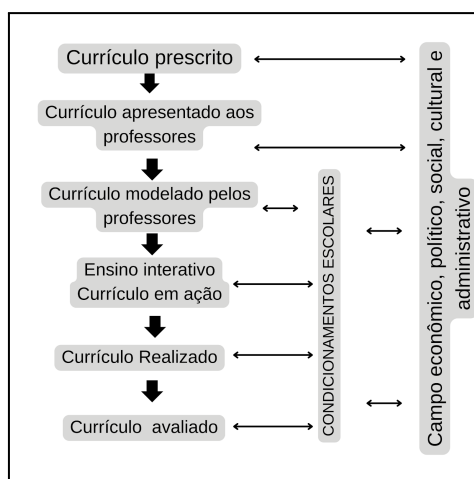 Currículo prescrito
Currículo apresentado aos
professores
Currículo modelado pelos
professores
Ensino interativo
Currículo em ação
Currículo Realizado
Currículo avaliado
CONDICIONAMENTOS ESCOLARES
Campo econômico, político, social, cultural e
administrativo